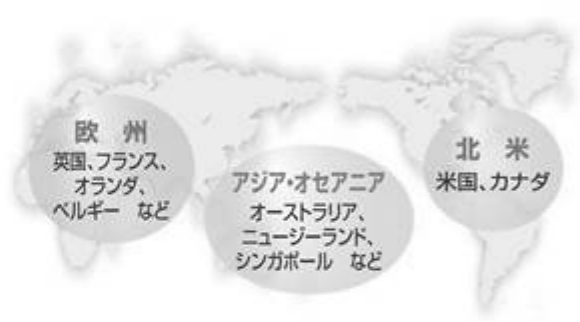 欧 州
英国、フランス、
オランダ、
ベルギー など
アジア・オセアニア
オーストラリア、
ニュージーランド、
シンガポール など
北 米
米国、カナダ